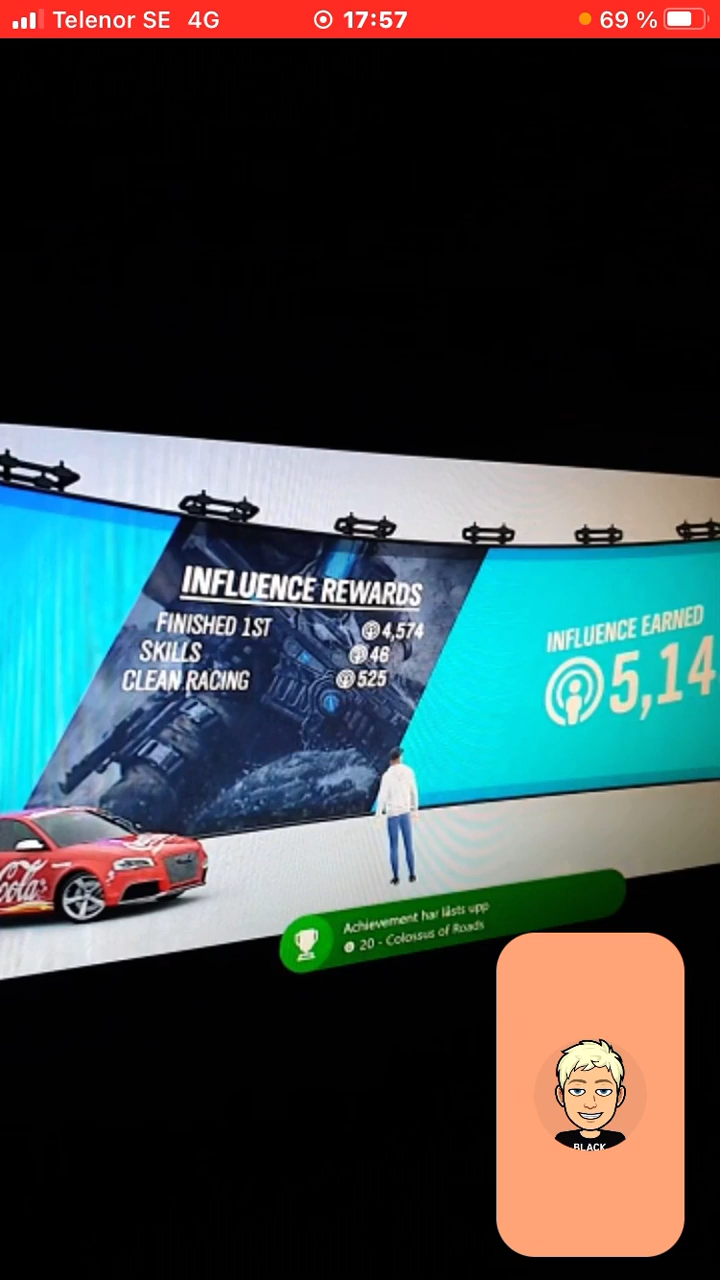 Telenor SE 4G 17:57 69 %
INFLUENCE REWARDS
FINISHED 1ST 4,574
SKILLS 46
CLEAN RACING 525
INFLUENCE EARNED
5,14
Cola
Achievement har låsts upp
20 - Colossus of Roads
BLACK